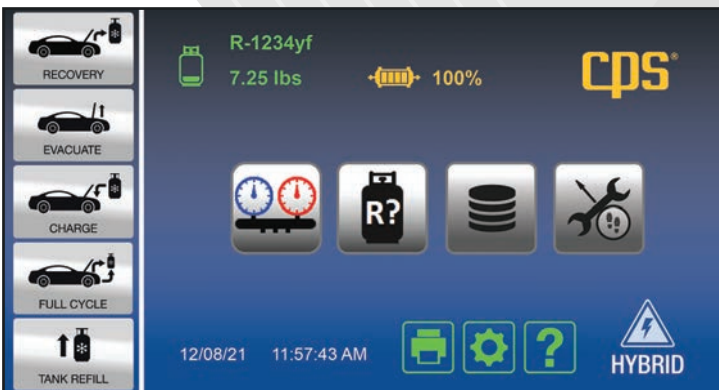 RECOVERY
EVACUATE
CHARGE
FULL CYCLE
TANK REFILL
R-1234yf
7.25 lbs
100%
CPS®
R?
12/08/21 11:57:43 AM
?
HYBRID